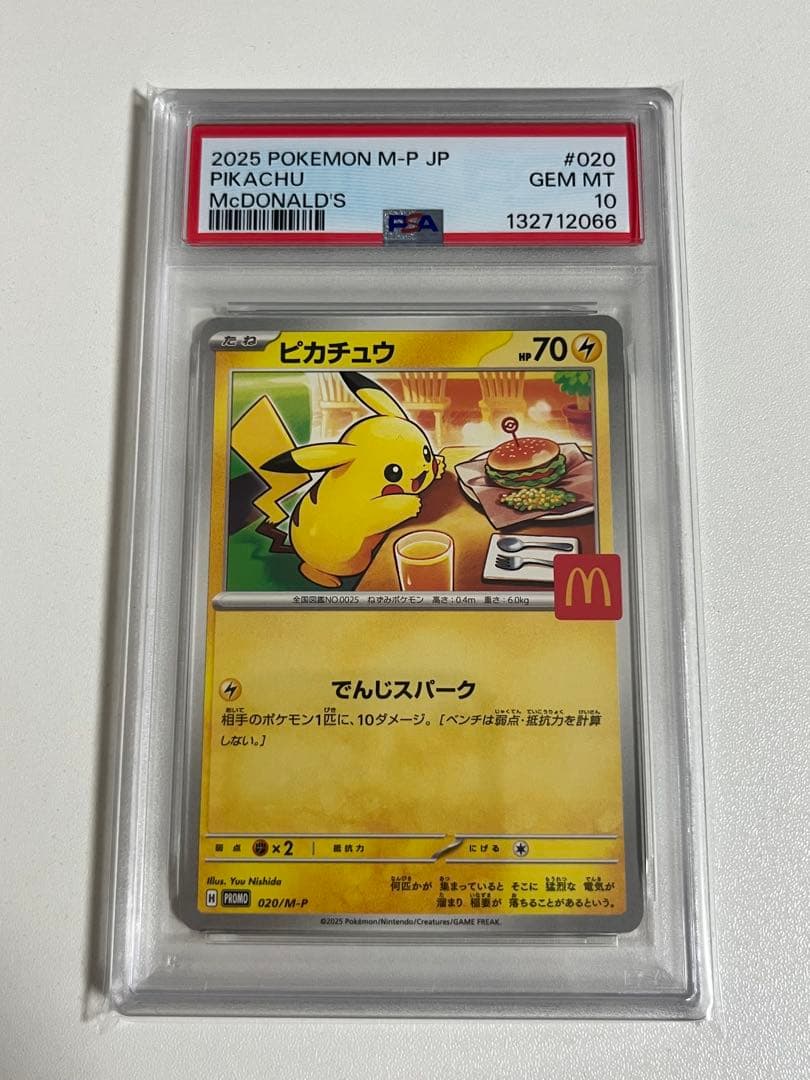 2025 POKEMON M-P JP #020
PIKACHU GEM MT
McDONALD'S 10
PSA 132712066
たね ピカチュウ HP70
M
全国図鑑NO.0025 ねずみポケモン 高さ:0.4m 重さ:6.0kg
でんじスパーク
相手のポケモン1匹に、10ダメージ。[ベンチは弱点・抵抗力を計算
しない。]
弱点 ×2 抵抗力 にげる
Illus. Yuu Nishida
何匹かが 集まっていると そこに 猛烈な 電気が
溜まり 稲妻が 落ちることがあるという。
H PROMO 020/M-P
©2025 Pokémon/Nintendo/Creatures/GAME FREAK.